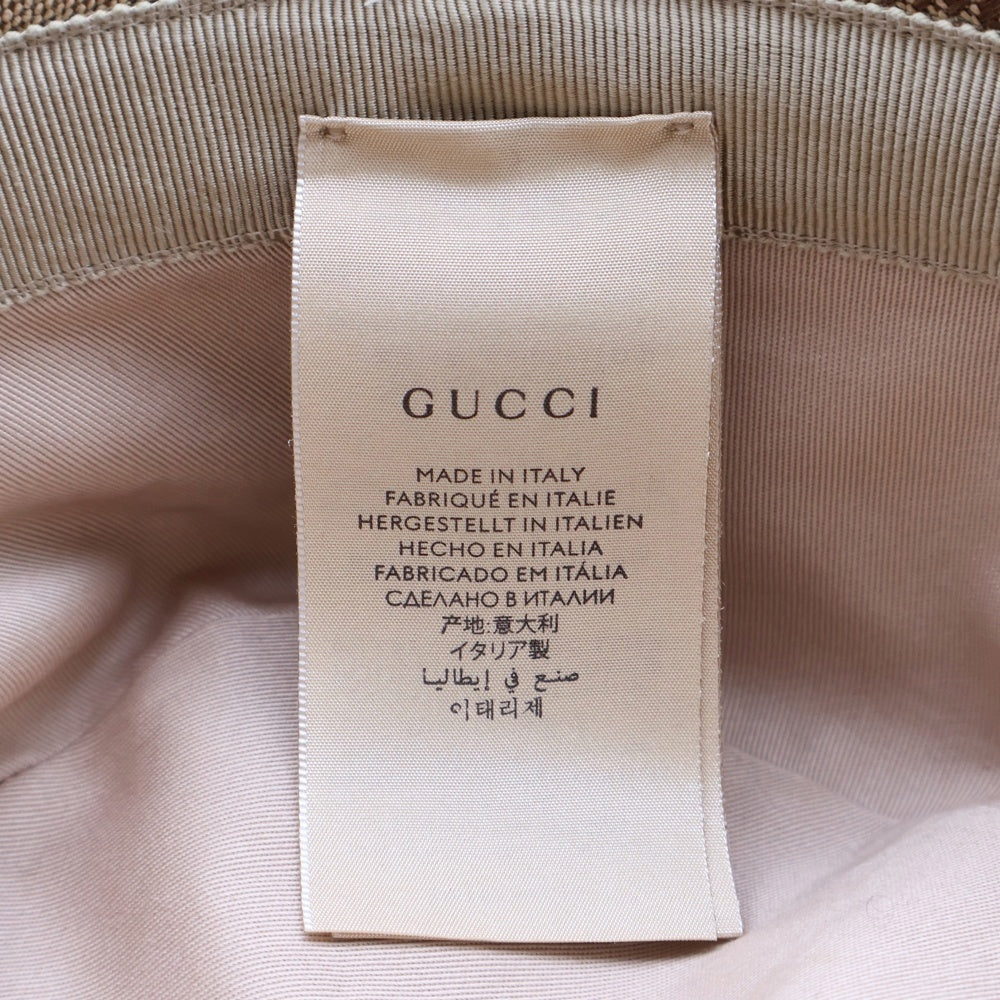 GUCCI
MADE IN ITALY
FABRIQUÉ EN ITALIE
HERGESTELLT IN ITALIEN
HECHO EN ITALIA
FABRICADO EM ITÁLIA
СДЕЛАНО В ИТАЛИИ
产地:意大利
イタリア製
صنع في إيطاليا
이태리제